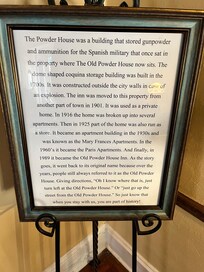 The Powder House was a building that stored gunpowder
and ammunition for the Spanish military that once sat in
the property where The Old Powder House now sits. The
dome shaped coquina storage building was built in the
1700s. It was constructed outside the city walls in case of
an explosion. The inn was moved to this property from
another part of town in 1901. It was used as a private
home. In 1916 the home was broken up into several
apartments. Then in 1925 part of the home was also run as
a store. It became an apartment building in the 1930s and
was known as the Mary Frances Apartments. In the
1960's it became the Paris Apartments. And finally, in
1989 it became the Old Powder House Inn. As the story
goes, it went back to its original name because over the
years, people still always referred to it as the Old Powder
House. Giving directions, "Oh I know where that is, just
turn left at the Old Powder House." Or "just go up the
street from the Old Powder House." So just know that
when you stay with us, you are part of history!